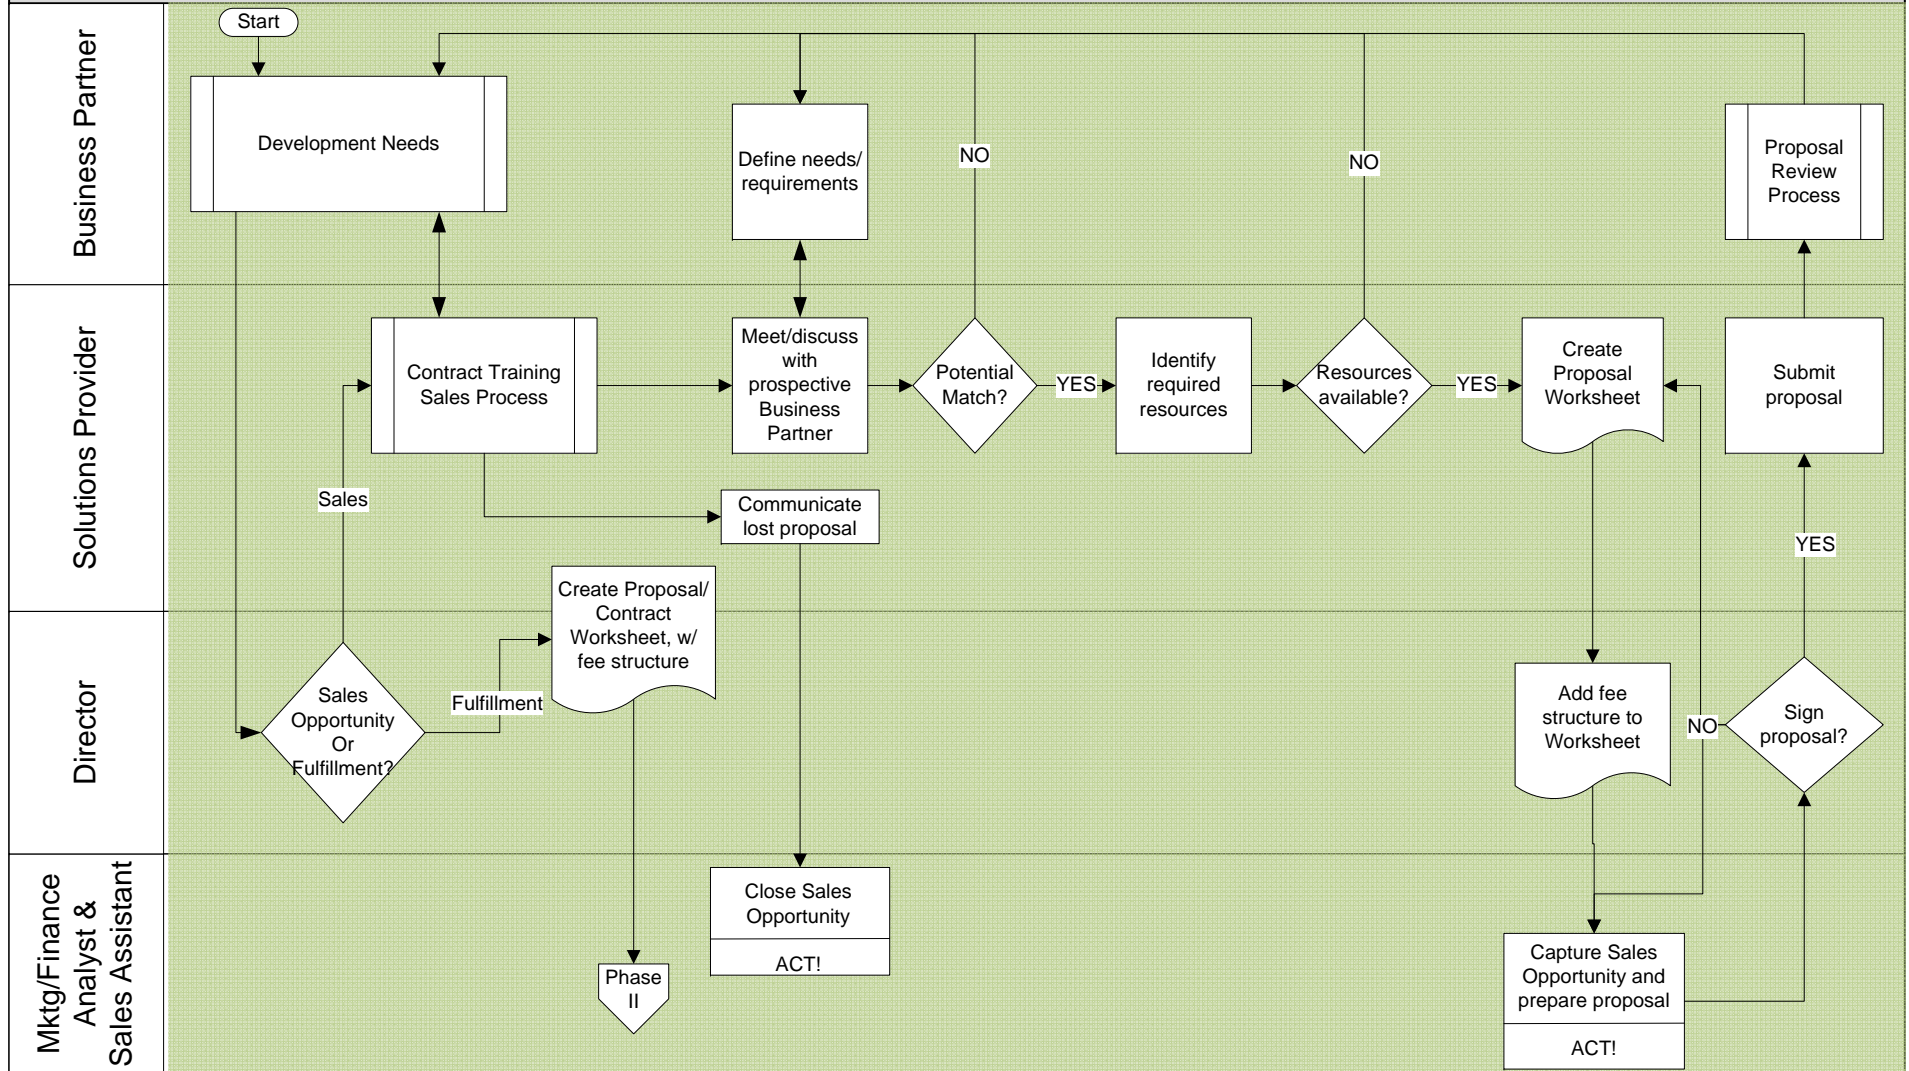 Business Partner
Start
Development Needs
Define needs/
requirements
NO
NO
Proposal
Review
Process
Solutions Provider
Contract Training
Sales Process
Meet/discuss
with
prospective
Business
Partner
Potential
Match?
YES
Identify
required
resources
Resources
available?
YES
Create
Proposal
Worksheet
Submit
proposal
Sales
Communicate
lost proposal
YES
Create Proposal/
Contract
Worksheet, w/
fee structure
Director
Sales
Opportunity
Or
Fulfillment?
Fulfillment
Add fee
structure to
Worksheet
NO
Sign
proposal?
Mktg/Finance
Analyst &
Sales Assistant
Phase
II
Close Sales
Opportunity
ACT!
Capture Sales
Opportunity and
prepare proposal
ACT!